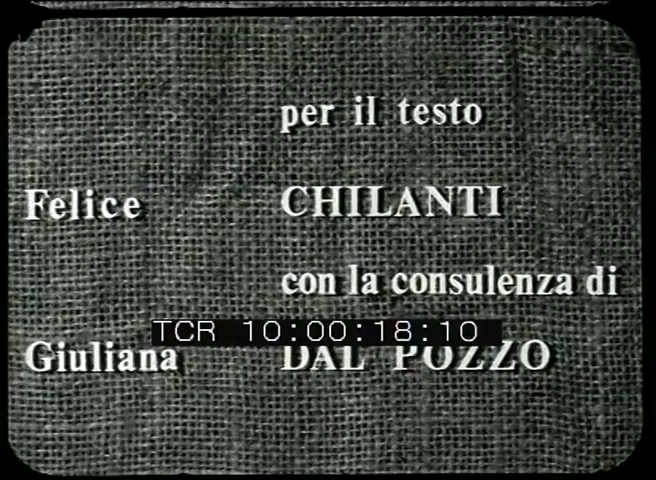 per il testo
Felice CHILANTI
con la consulenza di
TCR 10:00:18:10
Giuliana DAL POZZO